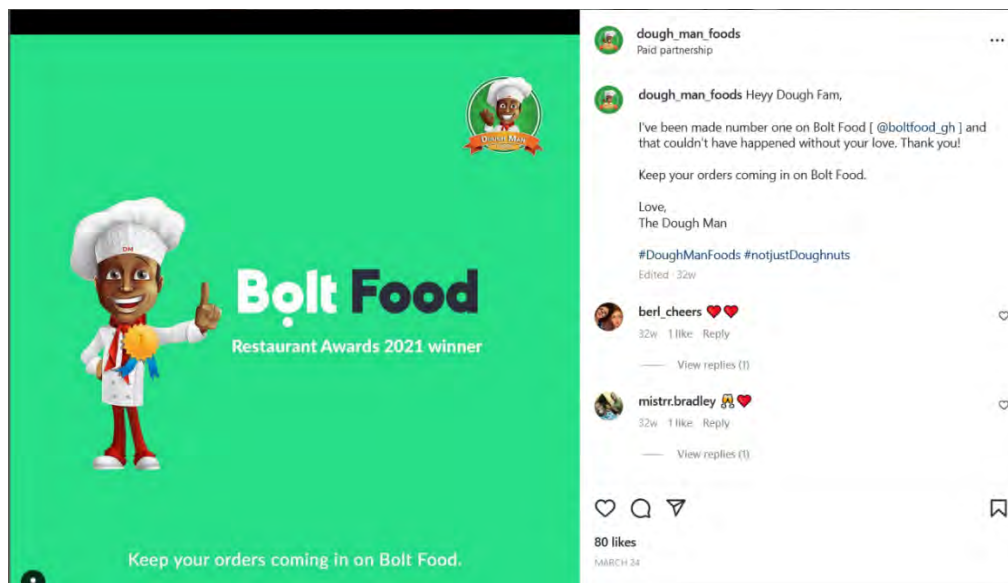 DOUGH MAN
DM
Bolt Food
Restaurant Awards 2021 winner
Keep your orders coming in on Bolt Food.
dough_man_foods
Paid partnership
dough_man_foods Heyy Dough Fam,
I've been made number one on Bolt Food [ @boltfood_gh ] and
that couldn't have happened without your love. Thank you!
Keep your orders coming in on Bolt Food.
Love,
The Dough Man
#DoughManFoods #notjustDoughnuts
Edited · 32w
berl_cheers ❤️❤️
32w 1 like Reply
View replies (1)
mistrr.bradley 🥂❤️
32w 1 like Reply
View replies (1)
80 likes
MARCH 24